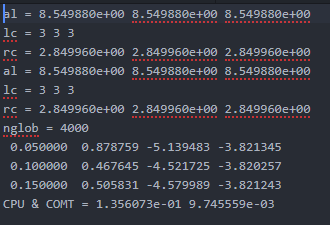 al = 8.549880e+00 8.549880e+00 8.549880e+00
lc = 3 3 3
rc = 2.849960e+00 2.849960e+00 2.849960e+00
al = 8.549880e+00 8.549880e+00 8.549880e+00
lc = 3 3 3
rc = 2.849960e+00 2.849960e+00 2.849960e+00
nglob = 4000
0.050000 0.878759 -5.139483 -3.821345
0.100000 0.467645 -4.521725 -3.820257
0.150000 0.505831 -4.579989 -3.821243
CPU & COMT = 1.356073e-01 9.745559e-03